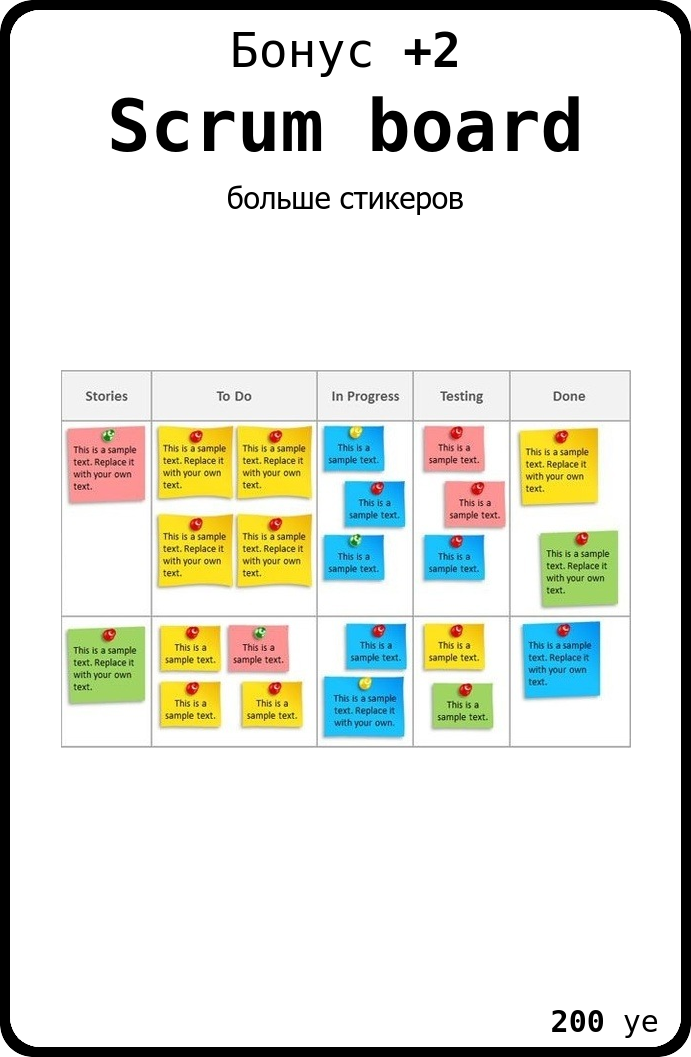 Бонус +2
Scrum board
больше стикеров
Stories To Do In Progress Testing Done
This is a sample
text. Replace it
with your own
text.
This is a sample
text. Replace it
with your own
text.
This is a sample
text. Replace it
with your own
text.
This is a sample
text. Replace it
with your own
text.
This is a sample
text. Replace it
with your own
text.
This is a
sample text.
This is a
sample text.
This is a
sample text.
This is a
sample text.
This is a
sample text.
This is a
sample text.
This is a sample
text. Replace it
with your own
text.
This is a sample
text. Replace it
with your own
text.
This is a sample
text. Replace it
with your own
text.
This is a
sample text.
This is a
sample text.
This is a
sample text.
This is a
sample text.
This is a
sample text.
This is a sample
text. Replace it
with your own.
This is a
sample text.
This is a
sample text.
This is a sample
text. Replace it
with your own
text.
200 уе